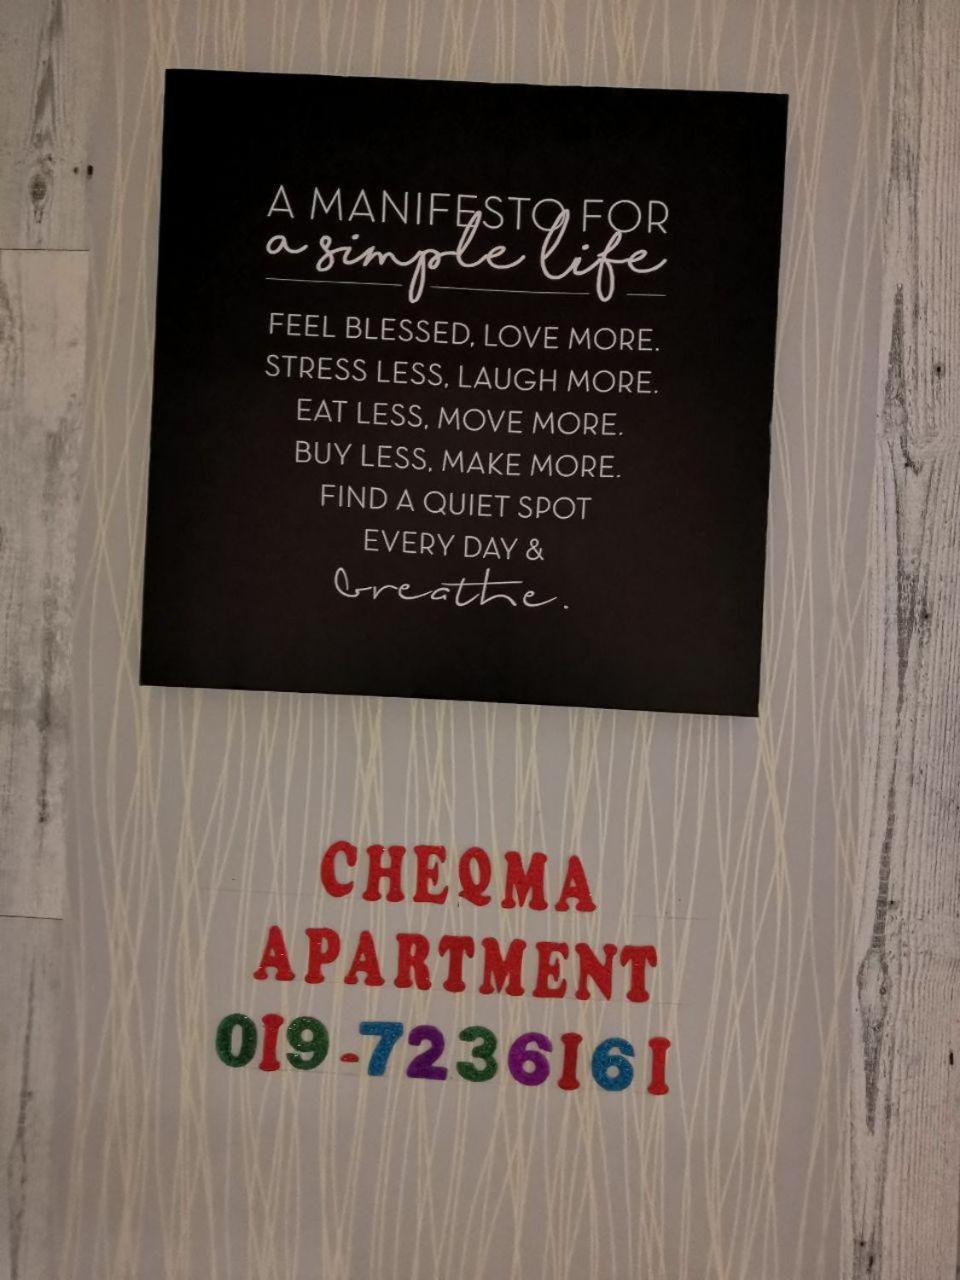 A MANIFESTO FOR
a simple life
FEEL BLESSED, LOVE MORE.
STRESS LESS, LAUGH MORE.
EAT LESS, MOVE MORE.
BUY LESS, MAKE MORE.
FIND A QUIET SPOT
EVERY DAY &
breathe.
CHEQMA
APARTMENT
019-7236161